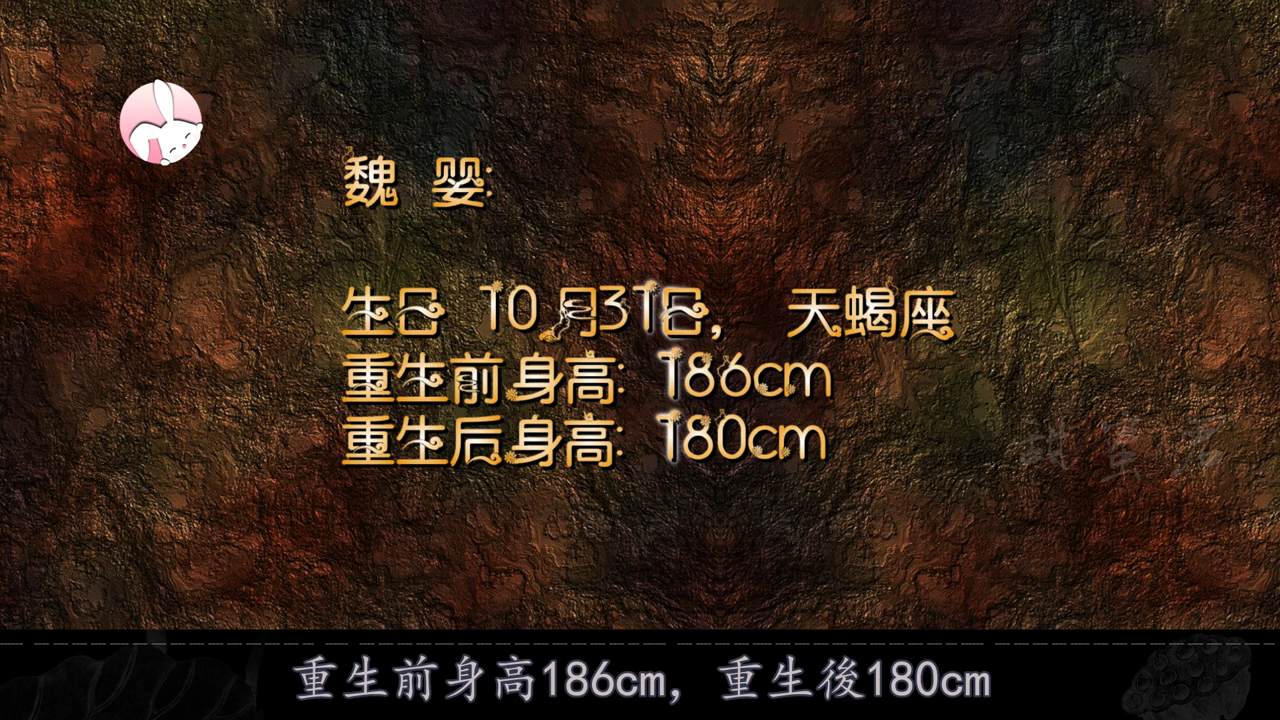 魏 婴:
生日 10月31日, 天蝎座
重生前身高: 186cm
重生后身高: 180cm
重生前身高186cm, 重生後180cm